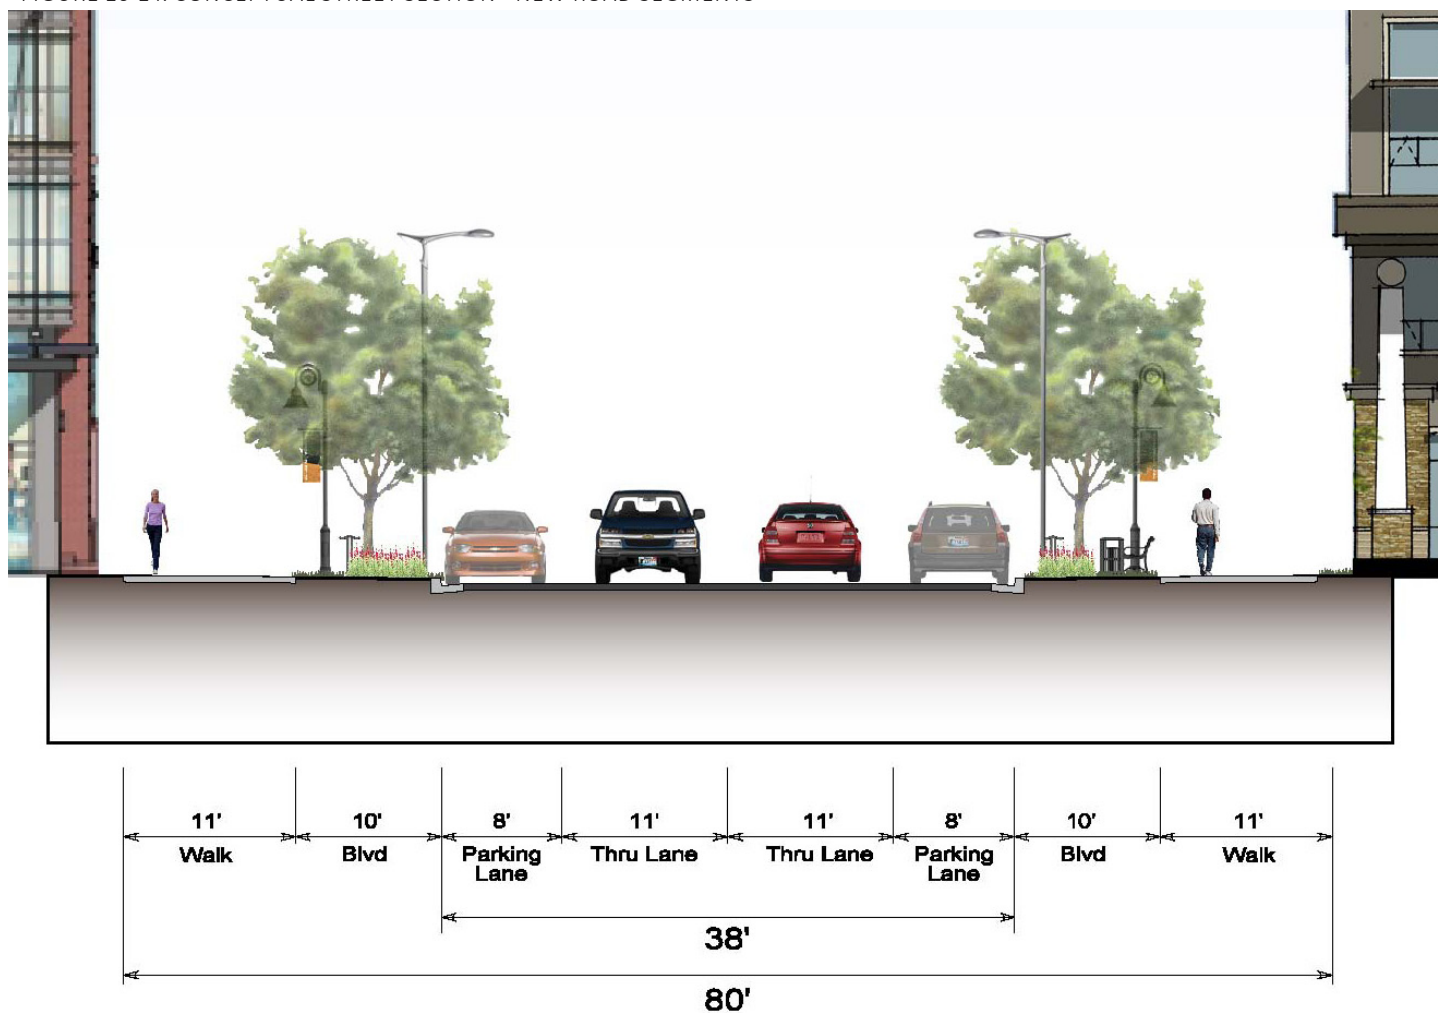 11' 10' 8' 11' 11' 8' 10' 11'
Walk Blvd Parking Thru Lane Thru Lane Parking Blvd Walk
Lane Lane
38'
80'